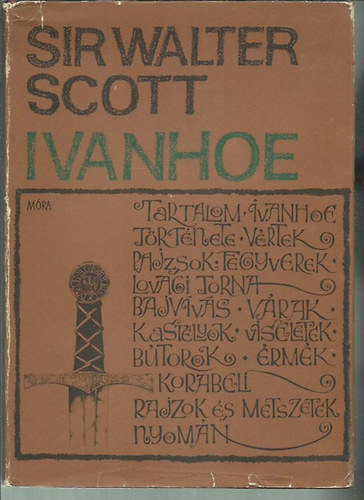 SIR WALTER
SCOTT
IVANHOE
MÓRA
TARTALOM · IVANHOE
TÖRTÉNETE · VÉRTEK
PAJZSOK · FEGYVEREK ·
LOVAGI TORNA
BAJVÍVÁS · VÁRAK ·
KASTÉLYOK · VISELETEK ·
BÚTOROK · ÉRMÉK ·
KORABELI
RAJZOK ÉS METSZETEK
NYOMÁN